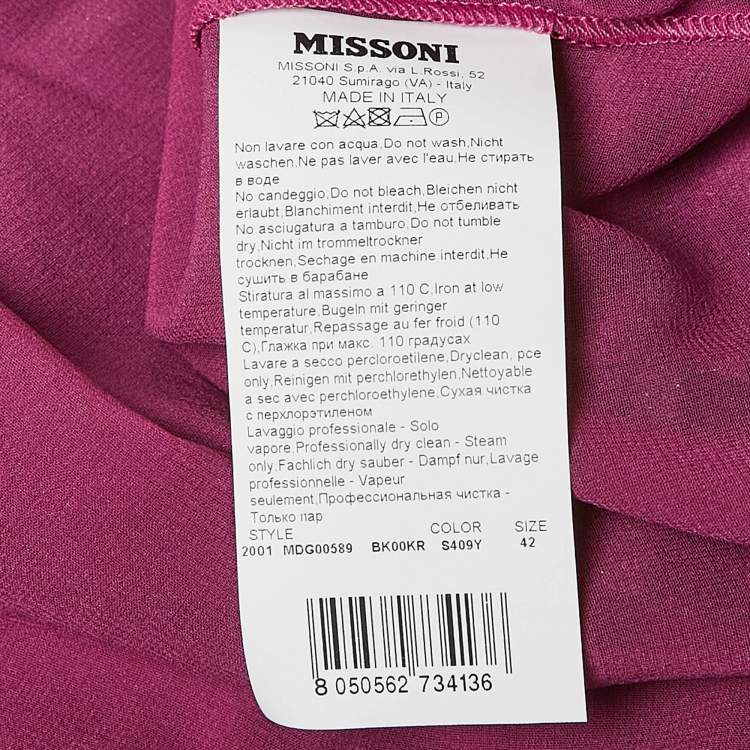 MISSONI
MISSONI S.p.A. via L.Rossi, 52
21040 Sumirago (VA) - Italy
MADE IN ITALY
P
Non lavare con acqua,Do not wash,Nicht
waschen,Ne pas laver avec l'eau,Не стирать
в воде
No candeggio,Do not bleach,Bleichen nicht
erlaubt,Blanchiment interdit,Не отбеливать
No asciugatura a tamburo,Do not tumble
dry,Nicht im trommeltrockner
trocknen,Sechage en machine interdit,Не
сушить в барабане
Stiratura al massimo a 110 C,Iron at low
temperature,Bugeln mit geringer
temperatur,Repassage au fer froid (110
C),Глажка при макс. 110 градусах
Lavare a secco percloroetilene,Dryclean, pce
only,Reinigen mit perchlorethylen,Nettoyable
a sec avec perchloroethylene,Сухая чистка
с перхлорэтиленом
Lavaggio professionale - Solo
vapore,Professionally dry clean - Steam
only,Fachlich dry sauber - Dampf nur,Lavage
professionnelle - Vapeur
seulement,Профессиональная чистка -
Только пар
STYLE COLOR SIZE
2001 MDG00589 BK00KR S409Y 42
8 050562 734136